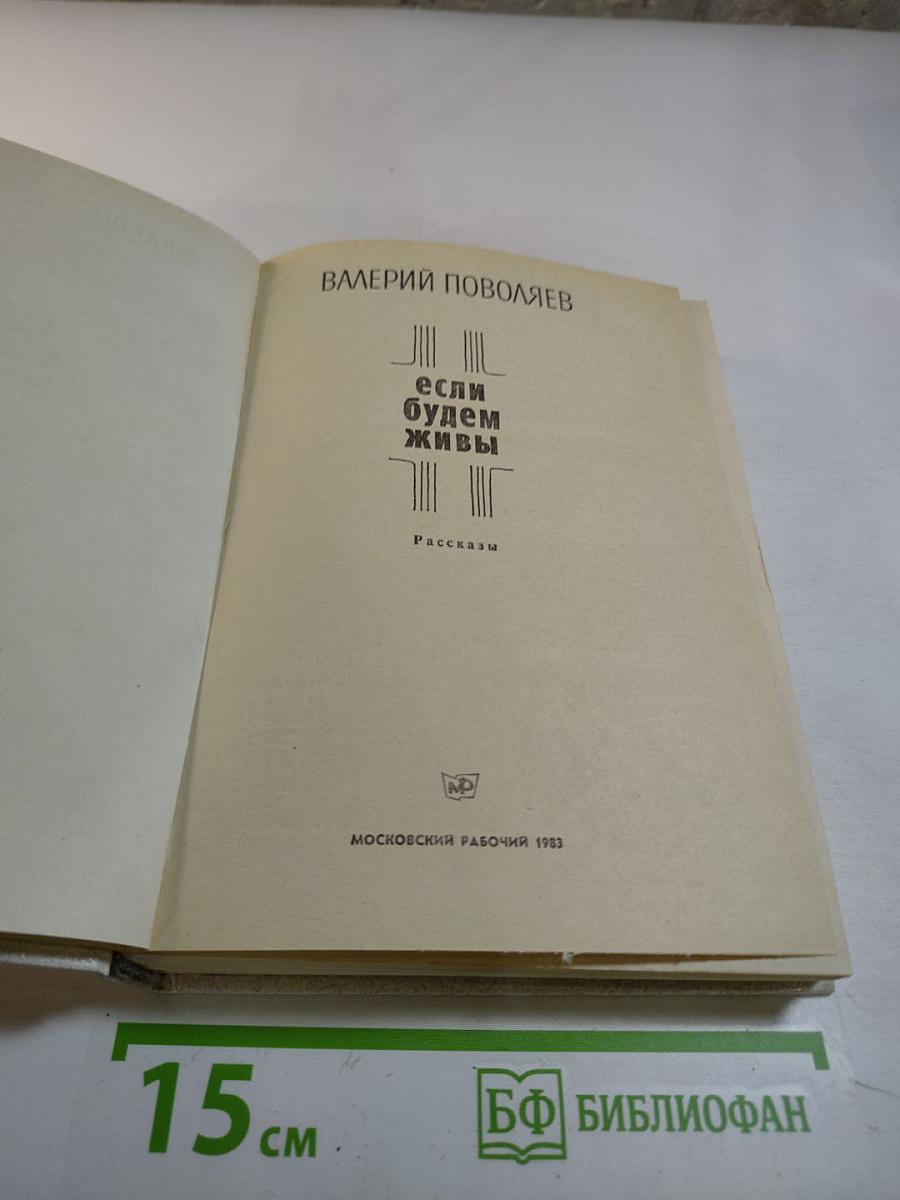 ВАЛЕРИЙ ПОВОЛЯЕВ
если
будем
живы
Рассказы
МР
МОСКОВСКИЙ РАБОЧИЙ 1983
15 см
БФ БИБЛИОФАН